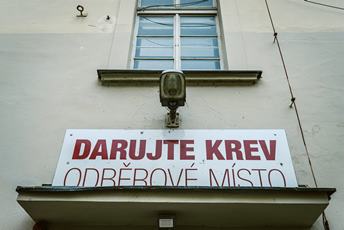 DARUJTE KREV
ODBĚROVÉ MÍSTO